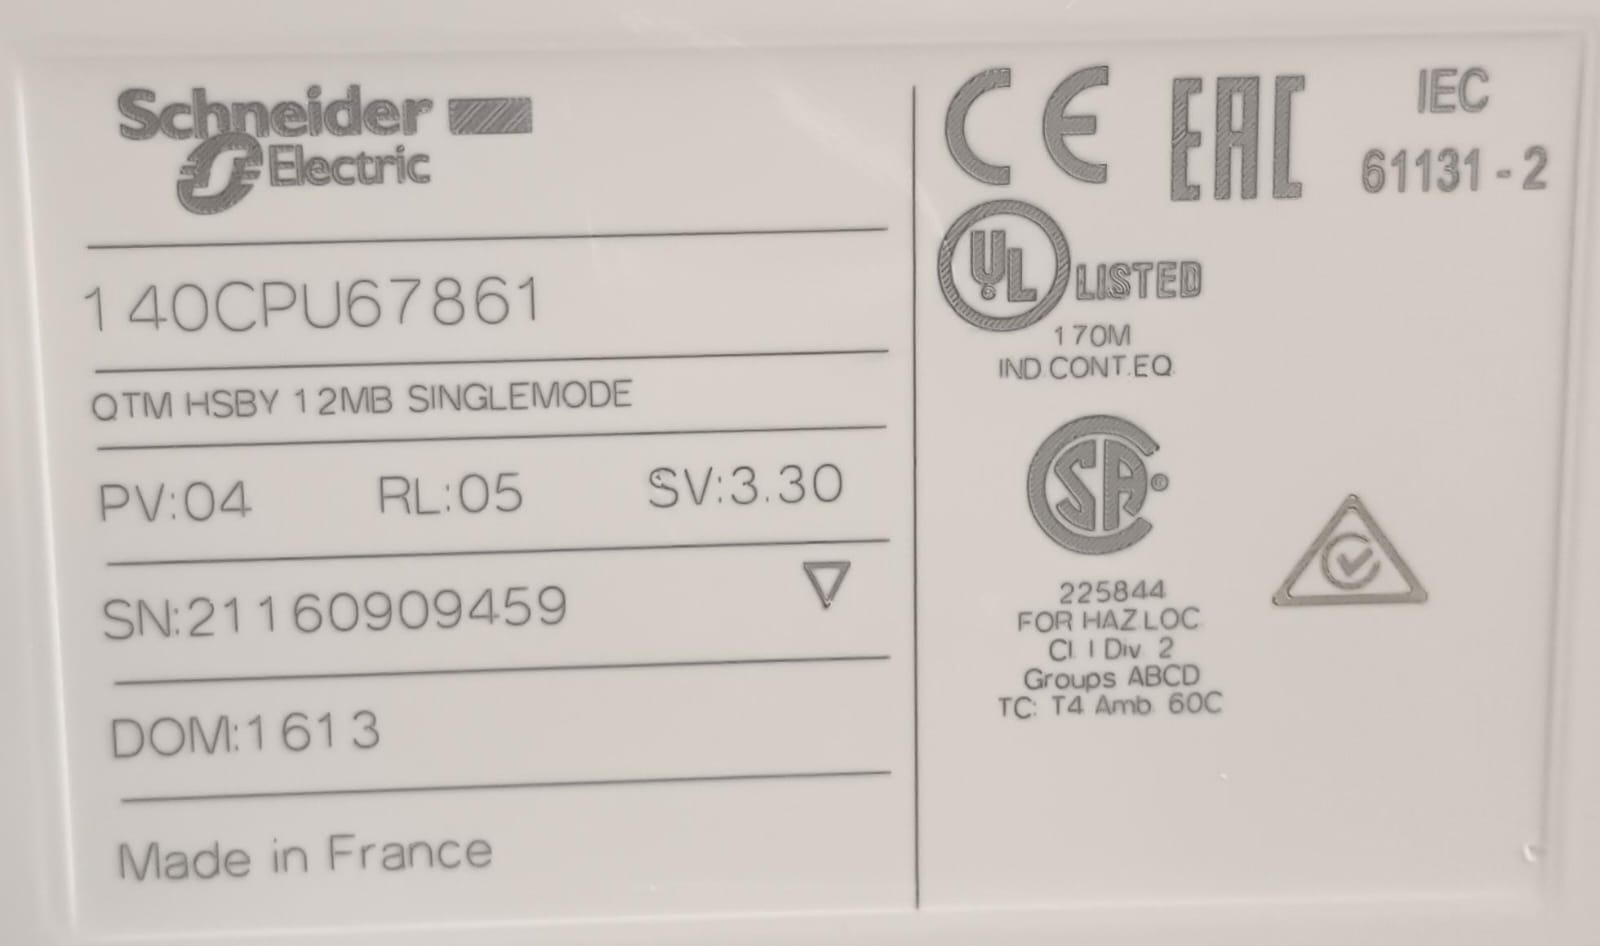 Schneider
Electric
140CPU67861
QTM HSBY 12MB SINGLEMODE
PV:04 RL:05 SV:3.30
SN:21160909459
DOM:1613
Made in France
CE EAC IEC
61131-2
UL LISTED
170M
IND.CONT.EQ.
SA
225844
FOR HAZ.LOC.
Cl. I Div. 2
Groups ABCD
TC: T4 Amb. 60C